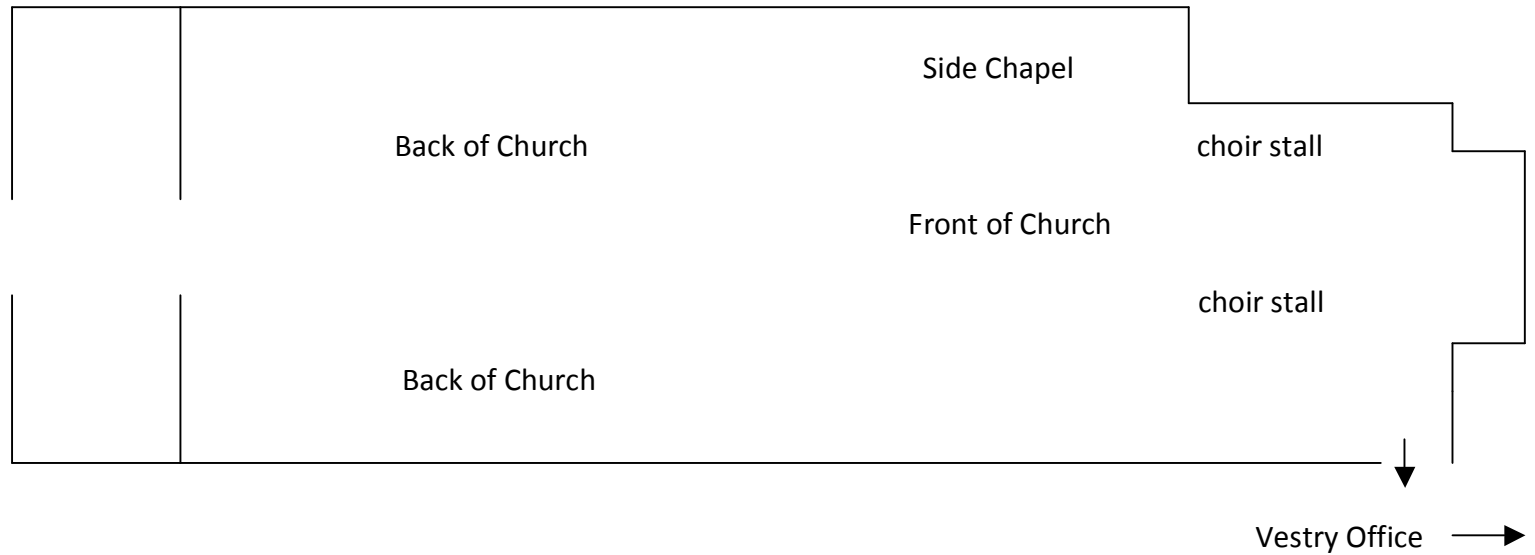 Side Chapel
Back of Church
choir stall
Front of Church
choir stall
Back of Church
Vestry Office